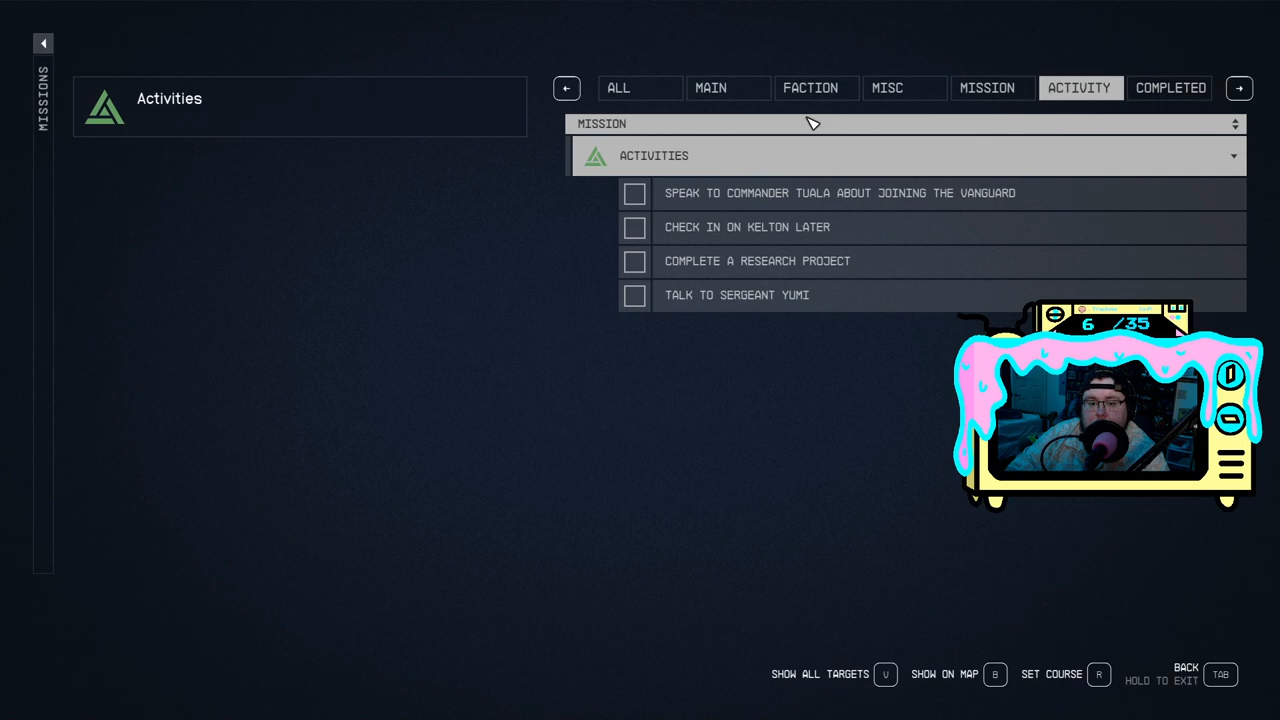 MISSIONS
Activities
ALL
MAIN
FACTION
MISC
MISSION
ACTIVITY
COMPLETED
MISSION
ACTIVITIES
SPEAK TO COMMANDER TUALA ABOUT JOINING THE VANGUARD
CHECK IN ON KELTON LATER
COMPLETE A RESEARCH PROJECT
TALK TO SERGEANT YUMI
6 /35
SHOW ALL TARGETS V
SHOW ON MAP B
SET COURSE R
BACK
HOLD TO EXIT
TAB